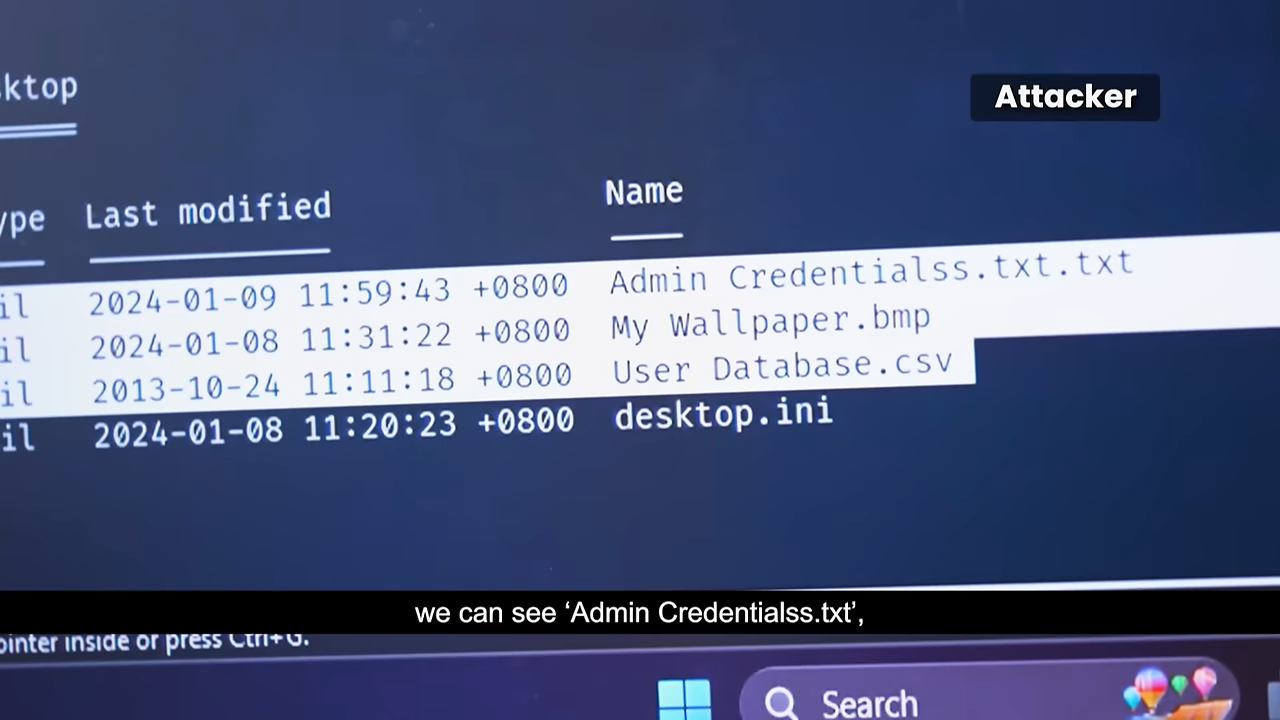 sktop
Attacker
ype Last modified Name
il 2024-01-09 11:59:43 +0800 Admin Credentialss.txt.txt
il 2024-01-08 11:31:22 +0800 My Wallpaper.bmp
il 2013-10-24 11:11:18 +0800 User Database.csv
il 2024-01-08 11:20:23 +0800 desktop.ini
we can see ‘Admin Credentialss.txt’,
ointer inside or press Ctrl+G.
Search